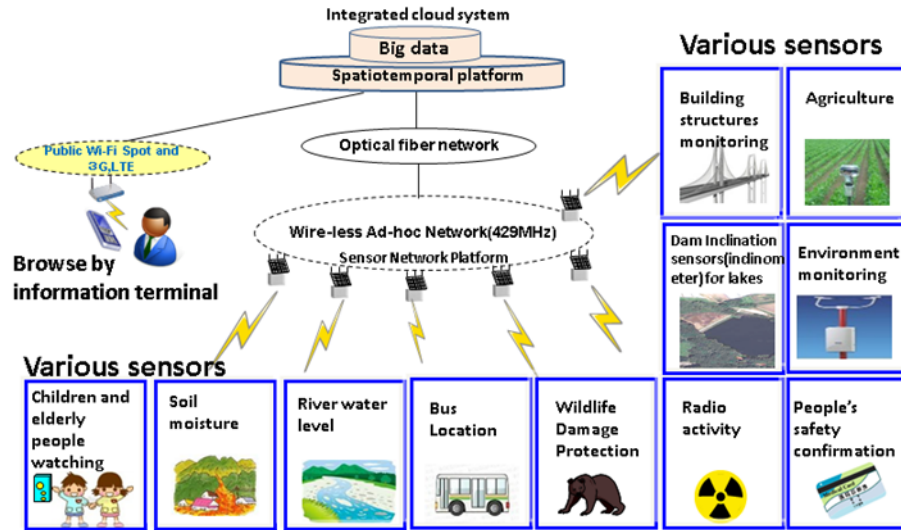 Integrated cloud system
Big data
Spatiotemporal platform
Various sensors
Building
structures
monitoring
Agriculture
Optical fiber network
Public Wi-Fi Spot and
3G,LTE
Wire-less Ad-hoc Network(429MHz)
Sensor Network Platform
Browse by
information terminal
Dam Inclination
sensors(indinom
eter)for lakes
Environment
monitoring
Various sensors
Children and
elderly
people
watching
Soil
moisture
River water
level
Bus
Location
Wildlife
Damage
Protection
Radio
activity
People's
safety
confirmation